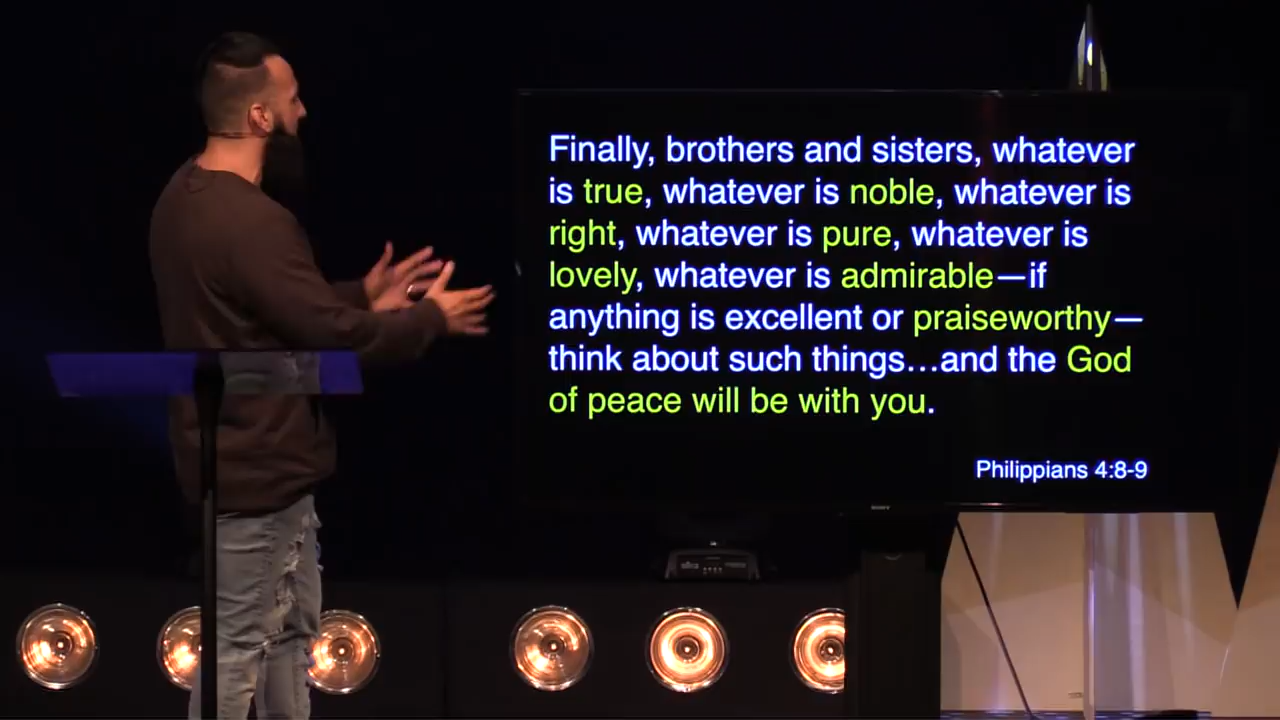 Finally, brothers and sisters, whatever
is true, whatever is noble, whatever is
right, whatever is pure, whatever is
lovely, whatever is admirable—if
anything is excellent or praiseworthy—
think about such things…and the God
of peace will be with you.
Philippians 4:8-9
SONY